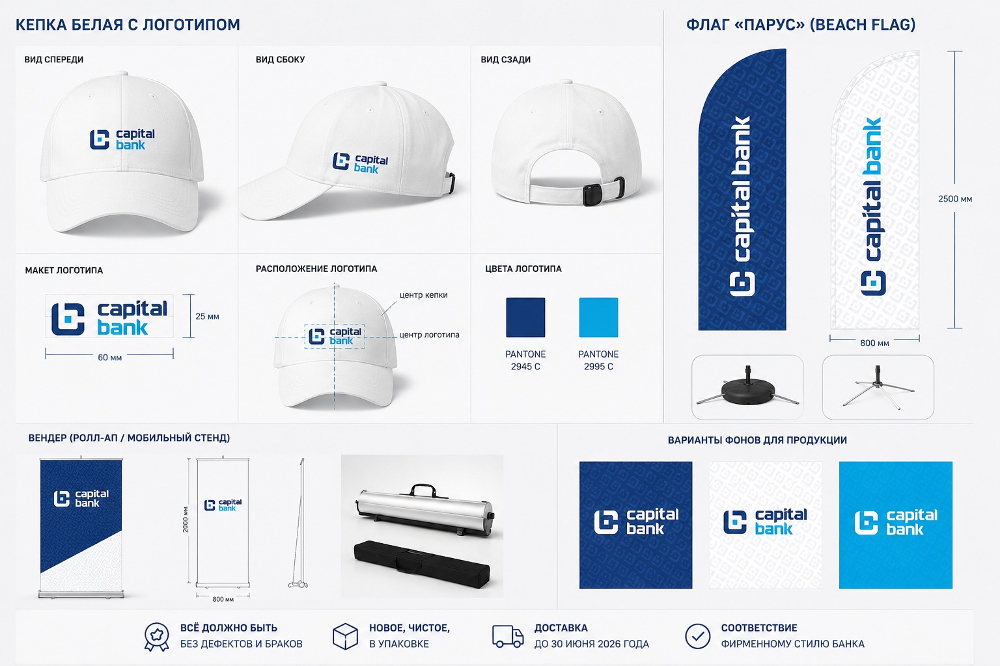 КЕПКА БЕЛАЯ С ЛОГОТИПОМ
ВИД СПЕРЕДИ
capital
bank
ВИД СБОКУ
capital
bank
ВИД СЗАДИ
МАКЕТ ЛОГОТИПА
capital
bank
25 мм
60 мм
РАСПОЛОЖЕНИЕ ЛОГОТИПА
центр кепки
capital
bank
центр логотипа
ЦВЕТА ЛОГОТИПА
PANTONE
2945 C
PANTONE
2995 C
ФЛАГ «ПАРУС» (BEACH FLAG)
capital bank
capital bank
2500 мм
800 мм
ВЕНДЕР (РОЛЛ-АП / МОБИЛЬНЫЙ СТЕНД)
capital
bank
2000 мм
capital
bank
800 мм
ВАРИАНТЫ ФОНОВ ДЛЯ ПРОДУКЦИИ
capital
bank
capital
bank
capital
bank
ВСЁ ДОЛЖНО БЫТЬ
БЕЗ ДЕФЕКТОВ И БРАКОВ
НОВОЕ, ЧИСТОЕ,
В УПАКОВКЕ
ДОСТАВКА
ДО 30 ИЮНЯ 2026 ГОДА
СООТВЕТСТВИЕ
ФИРМЕННОМУ СТИЛЮ БАНКА